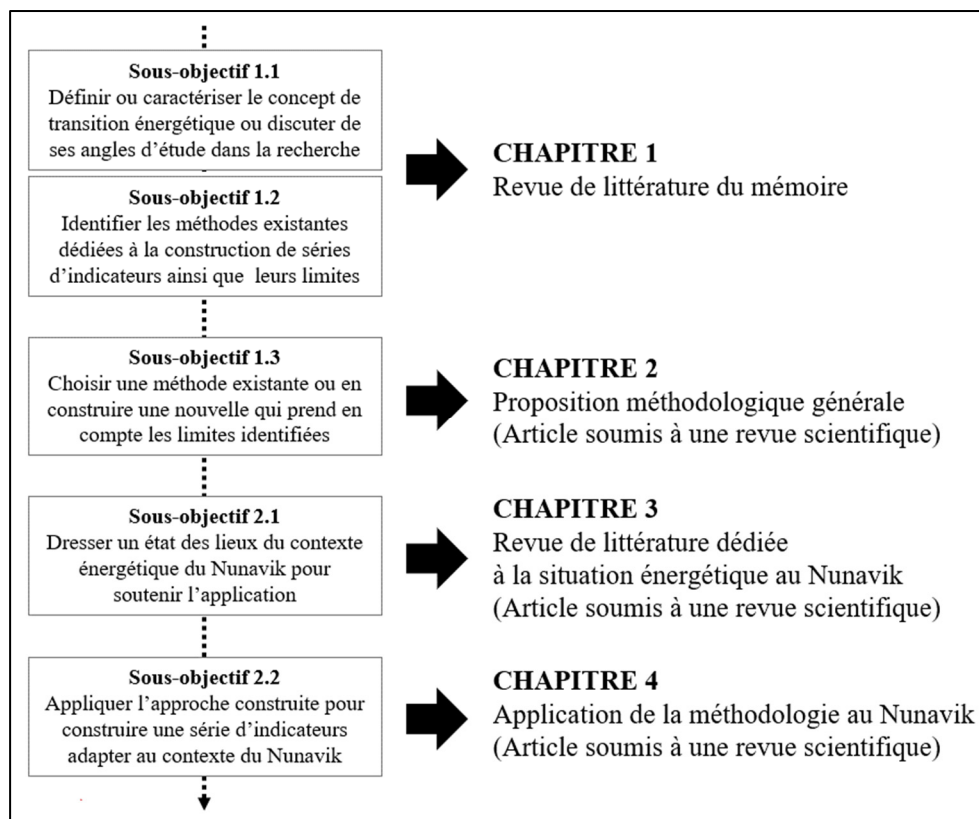 Sous-objectif 1.1
Définir ou caractériser le concept de
transition énergétique ou discuter de
ses angles d'étude dans la recherche
Sous-objectif 1.2
Identifier les méthodes existantes
dédiées à la construction de séries
d'indicateurs ainsi que leurs limites
CHAPITRE 1
Revue de littérature du mémoire
Sous-objectif 1.3
Choisir une méthode existante ou en
construire une nouvelle qui prend en
compte les limites identifiées
CHAPITRE 2
Proposition méthodologique générale
(Article soumis à une revue scientifique)
Sous-objectif 2.1
Dresser un état des lieux du contexte
énergétique du Nunavik pour
soutenir l'application
CHAPITRE 3
Revue de littérature dédiée
à la situation énergétique au Nunavik
(Article soumis à une revue scientifique)
Sous-objectif 2.2
Appliquer l'approche construite pour
construire une série d'indicateurs
adapter au contexte du Nunavik
CHAPITRE 4
Application de la méthodologie au Nunavik
(Article soumis à une revue scientifique)